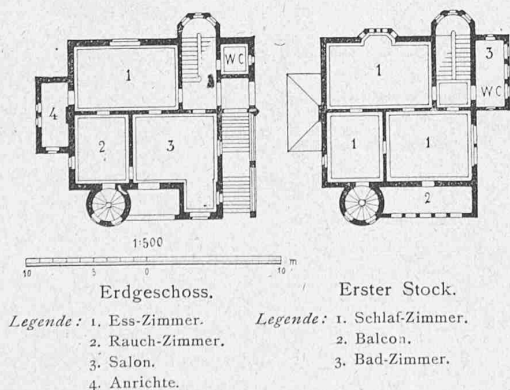 1
WC
4
2
3
1
3
WC
1
1
2
1:500
10 5 0 10 m
Erdgeschoss.
Legende: 1. Ess-Zimmer.
2. Rauch-Zimmer.
3. Salon.
4. Anrichte.
Erster Stock.
Legende: 1. Schlaf-Zimmer.
2. Balcon.
3. Bad-Zimmer.